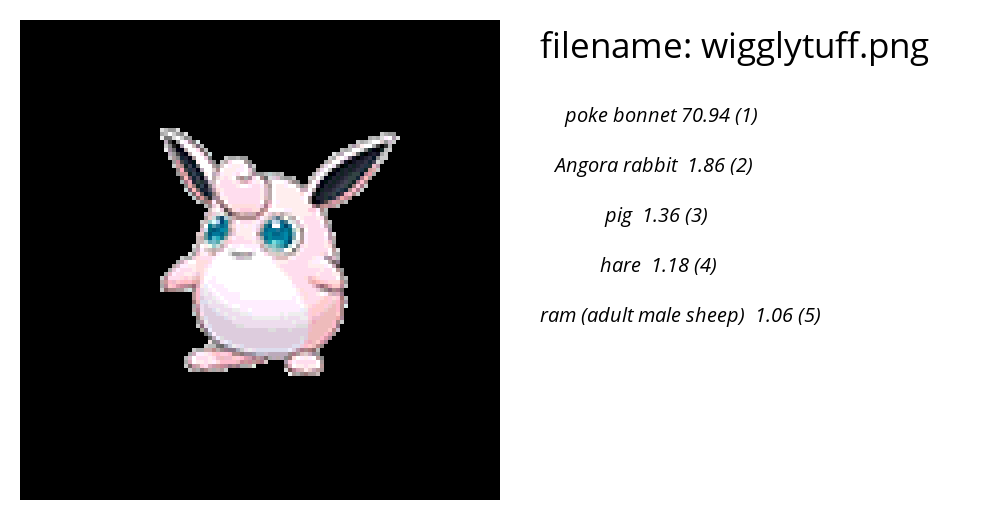 filename: wigglytuff.png
poke bonnet 70.94 (1)
Angora rabbit 1.86 (2)
pig 1.36 (3)
hare 1.18 (4)
ram (adult male sheep) 1.06 (5)